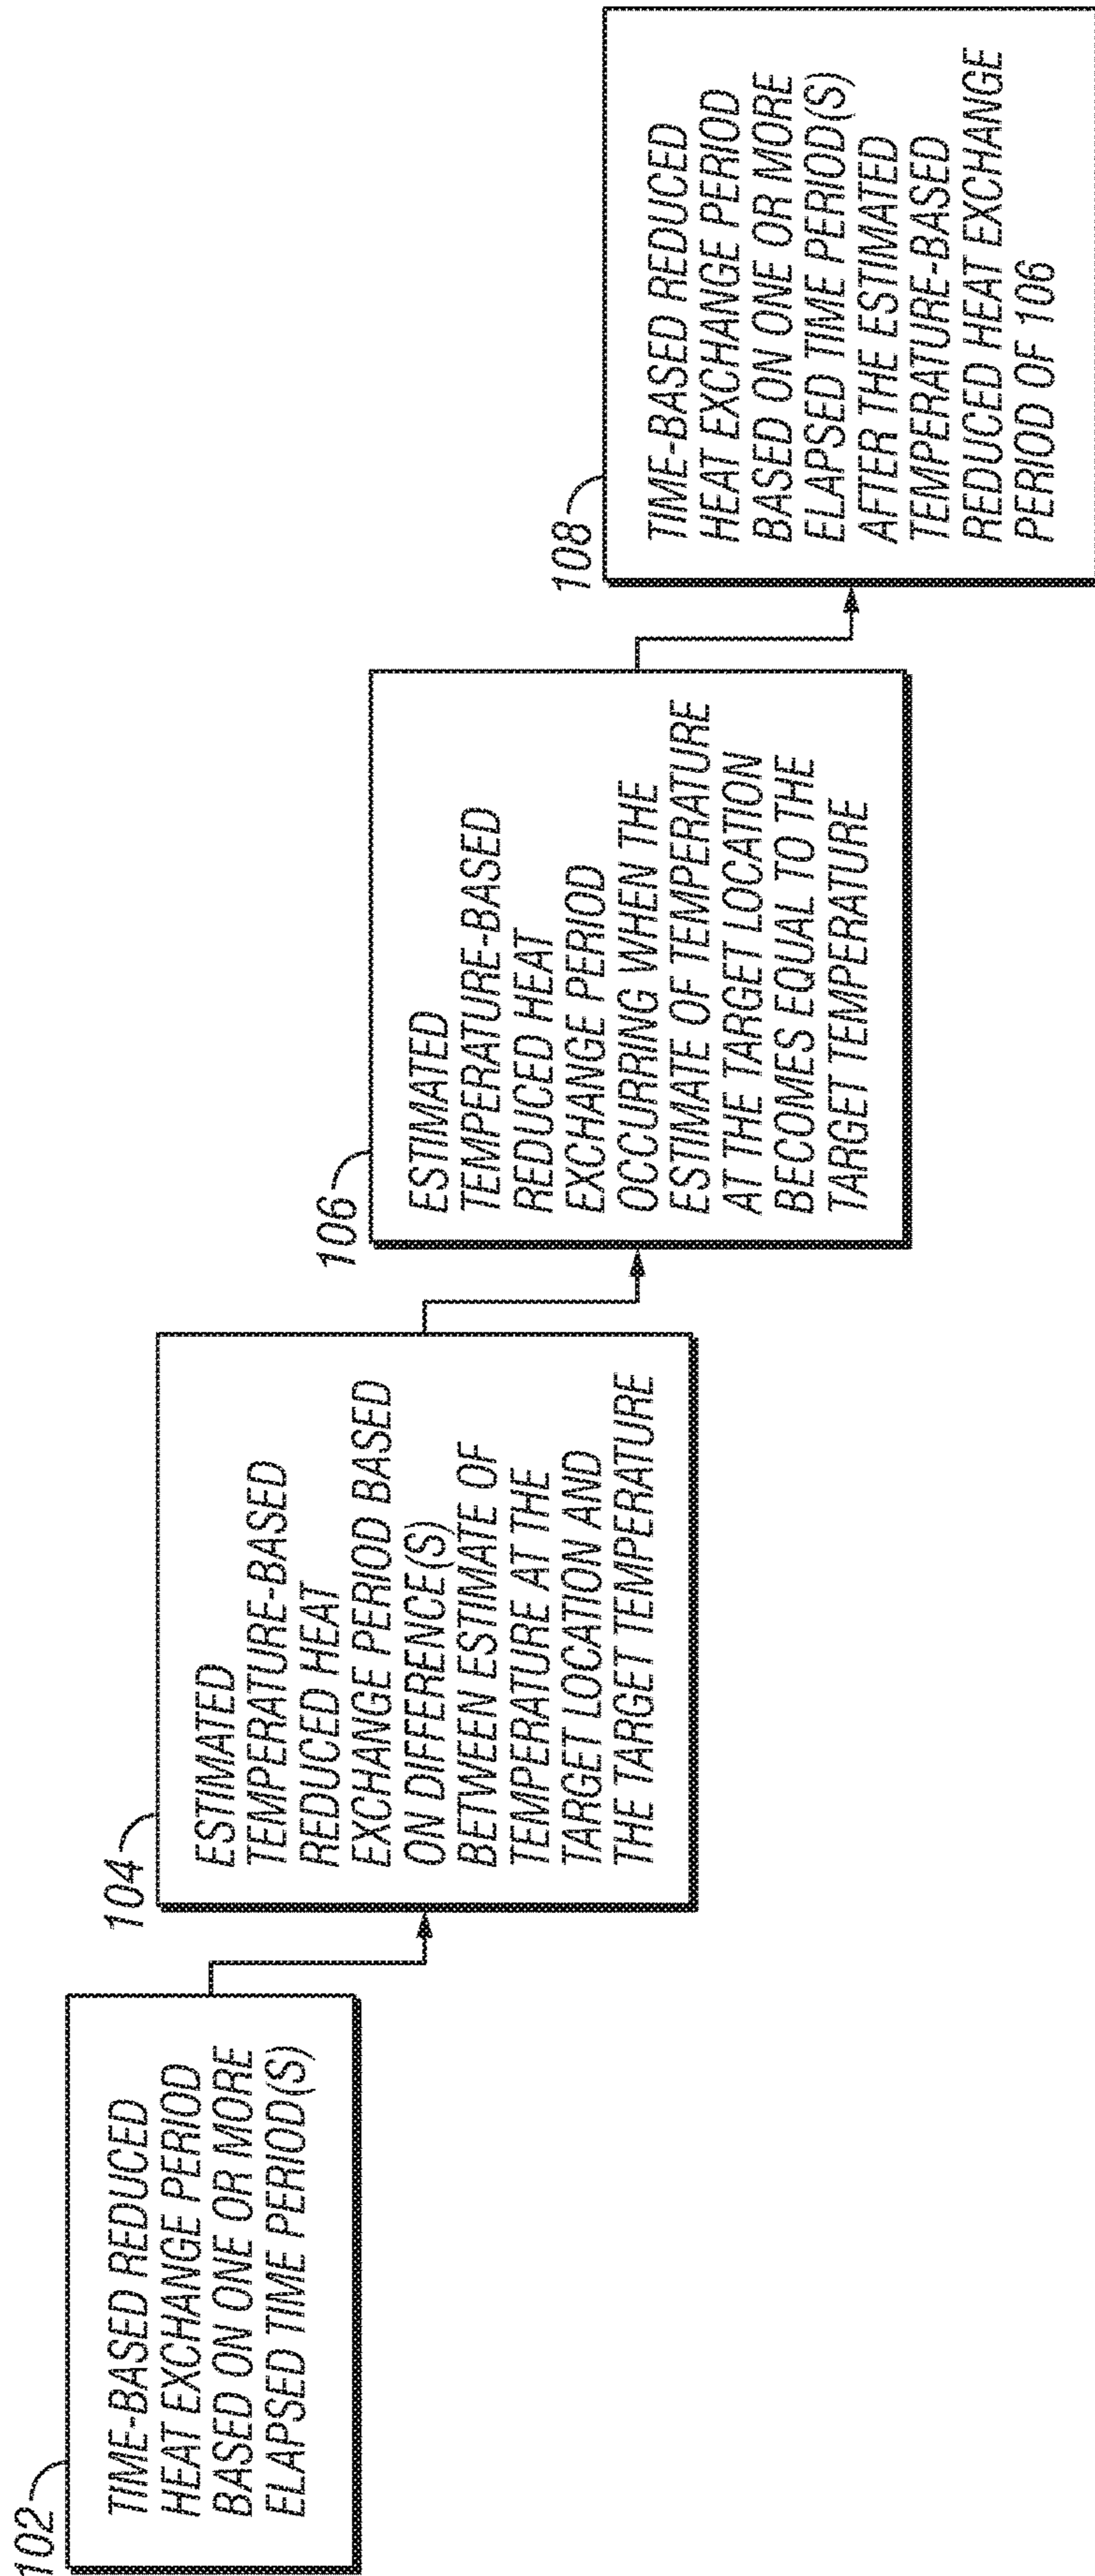 102
TIME-BASED REDUCED
HEAT EXCHANGE PERIOD
BASED ON ONE OR MORE
ELAPSED TIME PERIOD(S)
104
ESTIMATED
TEMPERATURE-BASED
REDUCED HEAT
EXCHANGE PERIOD BASED
ON DIFFERENCE(S)
BETWEEN ESTIMATE OF
TEMPERATURE AT THE
TARGET LOCATION AND
THE TARGET TEMPERATURE
106
ESTIMATED
TEMPERATURE-BASED
REDUCED HEAT
EXCHANGE PERIOD
OCCURRING WHEN THE
ESTIMATE OF TEMPERATURE
AT THE TARGET LOCATION
BECOMES EQUAL TO THE
TARGET TEMPERATURE
108
TIME-BASED REDUCED
HEAT EXCHANGE PERIOD
BASED ON ONE OR MORE
ELAPSED TIME PERIOD(S)
AFTER THE ESTIMATED
TEMPERATURE-BASED
REDUCED HEAT EXCHANGE
PERIOD OF 106